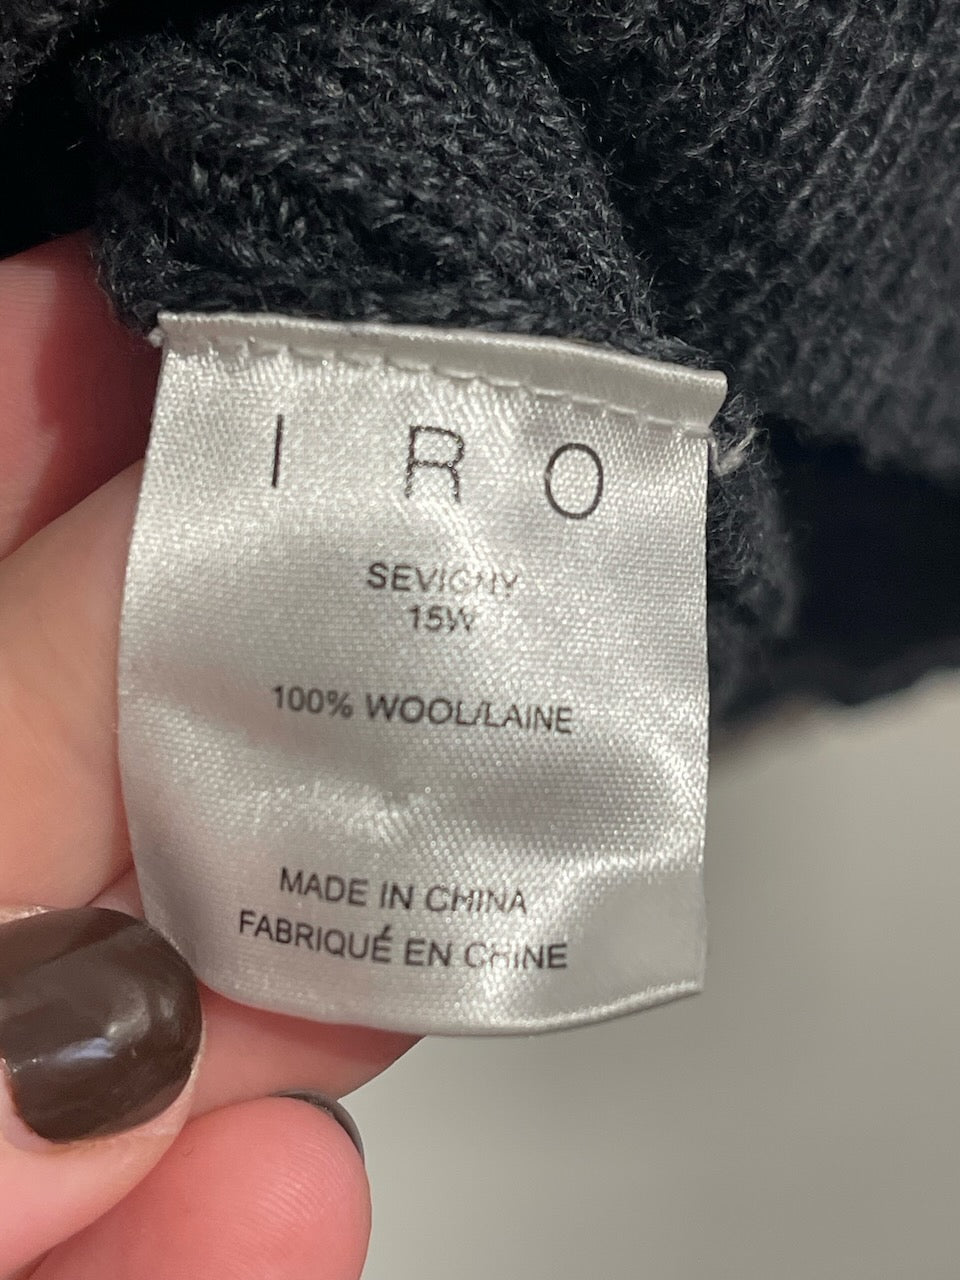 IRO
SEVIGNY
15W
100% WOOL/LAINE
MADE IN CHINA
FABRIQUÉ EN CHINE